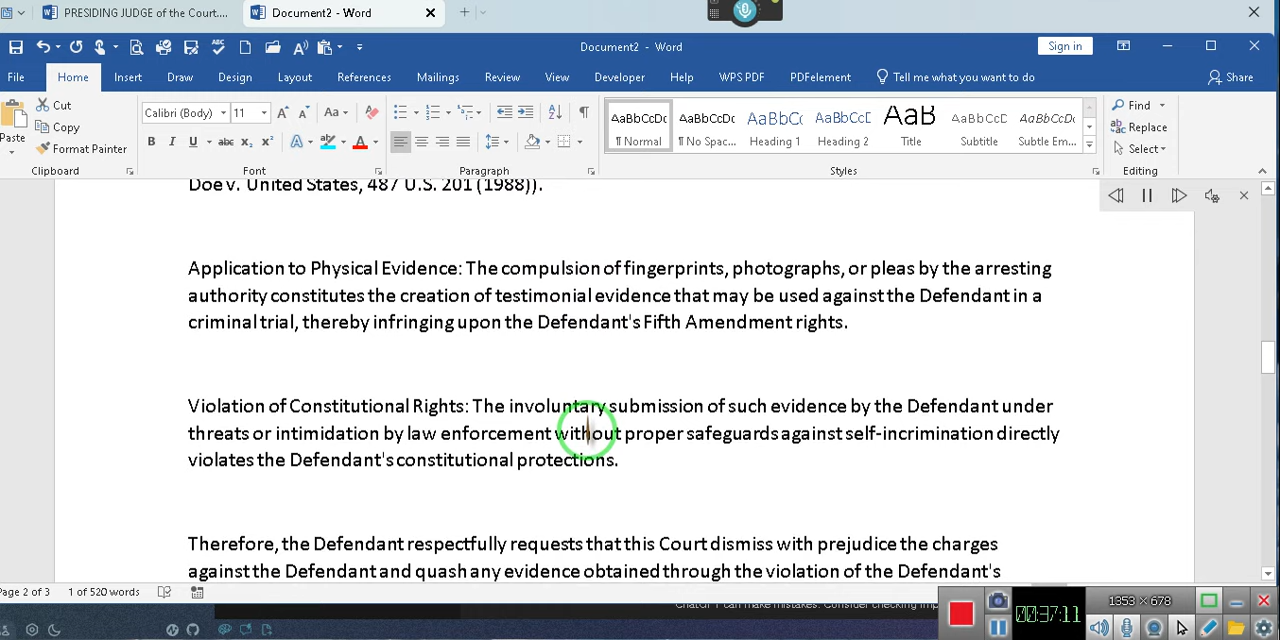 PRESIDING JUDGE of the Court....
Document2 - Word
Document2 - Word
Sign in
File Home Insert Draw Design Layout References Mailings Review View Developer Help WPS PDF PDFelement Tell me what you want to do Share
Paste
Cut
Copy
Format Painter
Clipboard
Calibri (Body) 11
Font
Paragraph
AaBbCcDc AaBbCcDc AaBbCc AaBbCcD AaB AaBbCcD AaBbCcDc
¶ Normal ¶ No Spac... Heading 1 Heading 2 Title Subtitle Subtle Em...
Styles
Find
Replace
Select
Editing
Doe v. United States, 487 U.S. 201 (1988)).
Application to Physical Evidence: The compulsion of fingerprints, photographs, or pleas by the arresting
authority constitutes the creation of testimonial evidence that may be used against the Defendant in a
criminal trial, thereby infringing upon the Defendant's Fifth Amendment rights.
Violation of Constitutional Rights: The involuntary submission of such evidence by the Defendant under
threats or intimidation by law enforcement without proper safeguards against self-incrimination directly
violates the Defendant's constitutional protections.
Therefore, the Defendant respectfully requests that this Court dismiss with prejudice the charges
against the Defendant and quash any evidence obtained through the violation of the Defendant's
Page 2 of 3 1 of 520 words
1353 × 678
00:37:11